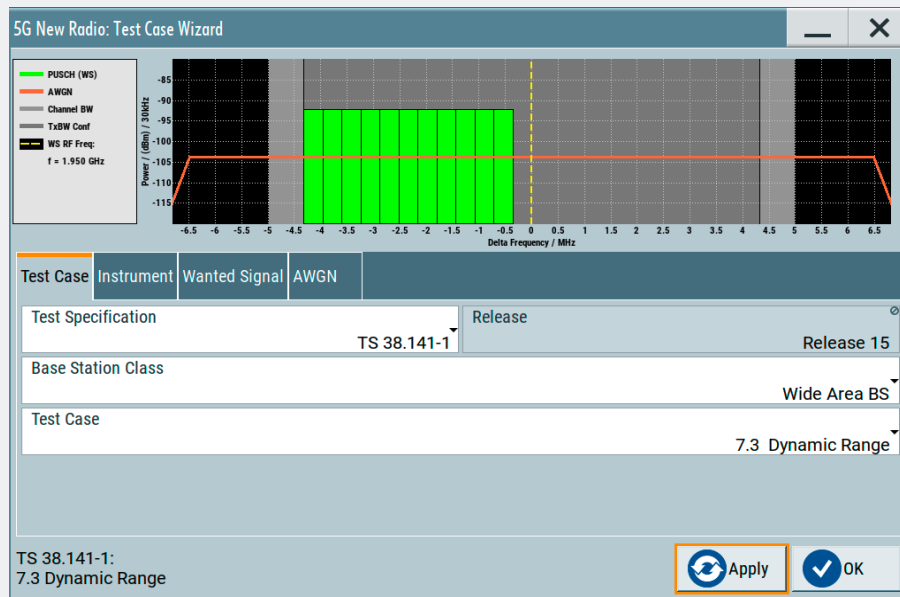 5G New Radio: Test Case Wizard
PUSCH (WS)
AWGN
Channel BW
TxBW Conf
WS RF Freq:
f = 1.950 GHz
Power / (dBm) / 30kHz
-85
-90
-95
-100
-105
-110
-115
-6.5 -6 -5.5 -5 -4.5 -4 -3.5 -3 -2.5 -2 -1.5 -1 -0.5 0 0.5 1 1.5 2 2.5 3 3.5 4 4.5 5 5.5 6 6.5
Delta Frequency / MHz
Test Case Instrument Wanted Signal AWGN
Test Specification
TS 38.141-1
Release
Release 15
Base Station Class
Wide Area BS
Test Case
7.3 Dynamic Range
TS 38.141-1:
7.3 Dynamic Range
Apply
OK